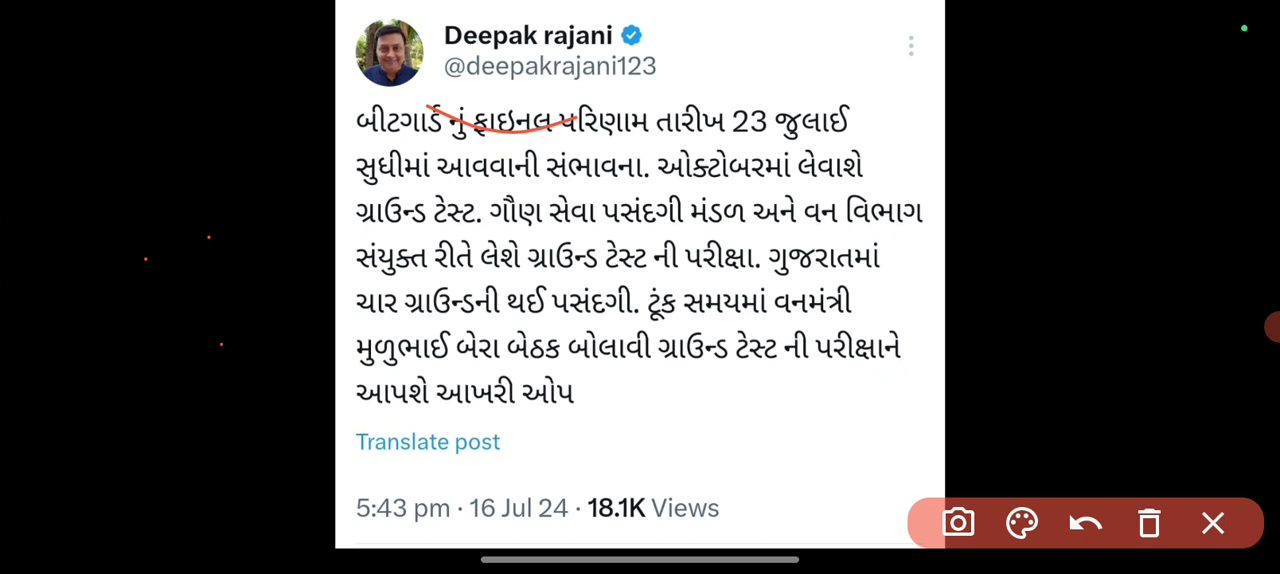 Deepak rajani
@deepakrajani123
બીટગાર્ડ નું ફાઇનલ પરિણામ તારીખ 23 જુલાઈ
સુધીમાં આવવાની સંભાવના. ઓક્ટોબરમાં લેવાશે
ગ્રાઉન્ડ ટેસ્ટ. ગૌણ સેવા પસંદગી મંડળ અને વન વિભાગ
સંયુક્ત રીતે લેશે ગ્રાઉન્ડ ટેસ્ટ ની પરીક્ષા. ગુજરાતમાં
ચાર ગ્રાઉન્ડની થઈ પસંદગી. ટૂંક સમયમાં વનમંત્રી
મુળુભાઈ બેરા બેઠક બોલાવી ગ્રાઉન્ડ ટેસ્ટ ની પરીક્ષાને
આપશે આખરી ઓપ
Translate post
5:43 pm · 16 Jul 24 · 18.1K Views